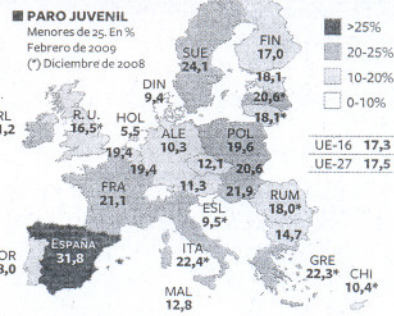 PARO JUVENIL
Menores de 25. En %
Febrero de 2009
(*) Diciembre de 2008
>25%
20-25%
10-20%
0-10%
UE-16 17,3
UE-27 17,5
FIN
17,0
SUE
24,1
18,1
20,6*
18,1*
DIN
9,4
R.U.
16,5*
HOL
5,5
ALE
10,3
POL
19,6
19,4
19,4
12,1
20,6
FRA
21,1
11,3
21,9
RUM
18,0*
ESL
9,5*
14,7
ESPAÑA
31,8
ITA
22,4*
GRE
22,3*
CHI
10,4*
MAL
12,8